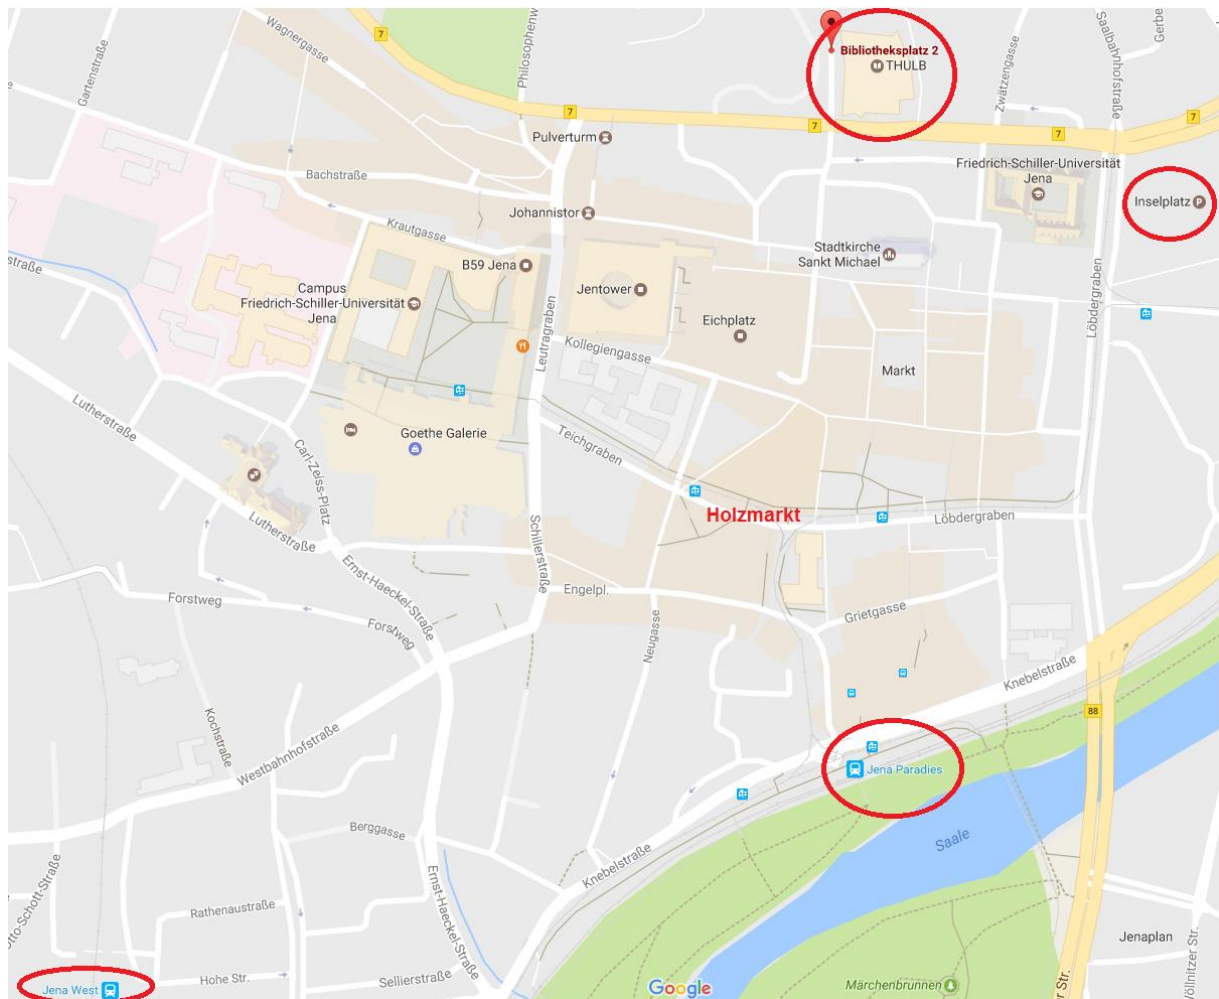 Wagnergasse
7
Philosophenw
Bibliotheksplatz 2
THULB
Saalbahnhofstraße
Gerbe
Gartenstraße
Zwätzengasse
7
7
7
7
Pulverturm
Friedrich-Schiller-Universität
Jena
Bachstraße
Inselplatz
Johannistor
Krautgasse
Stadtkirche
Sankt Michael
straße
B59 Jena
Campus
Friedrich-Schiller-Universität
Jena
Jentower
Löbdergraben
Leutragraben
Eichplatz
Kollegiengasse
Markt
Lutherstraße
Goethe Galerie
Teichgraben
Carl-Zeiss-Platz
Holzmarkt
Löbdergraben
Lutherstraße
Schillerstraße
Ernst-Haeckel-Straße
Engelpl.
Forstweg
Grietgasse
Forstweg
Neugasse
Knebelstraße
88
Kochstraße
Westbahnhofstraße
Jena Paradies
Berggasse
Saale
Knebelstraße
Otto-Schott-Straße
Ernst-Haeckel-Straße
Rathenaustraße
Jenaplan
Jena West
Hohe Str.
Sellierstraße
Google
Märchenbrunnen
er Str.
Wöllnitzer Str.